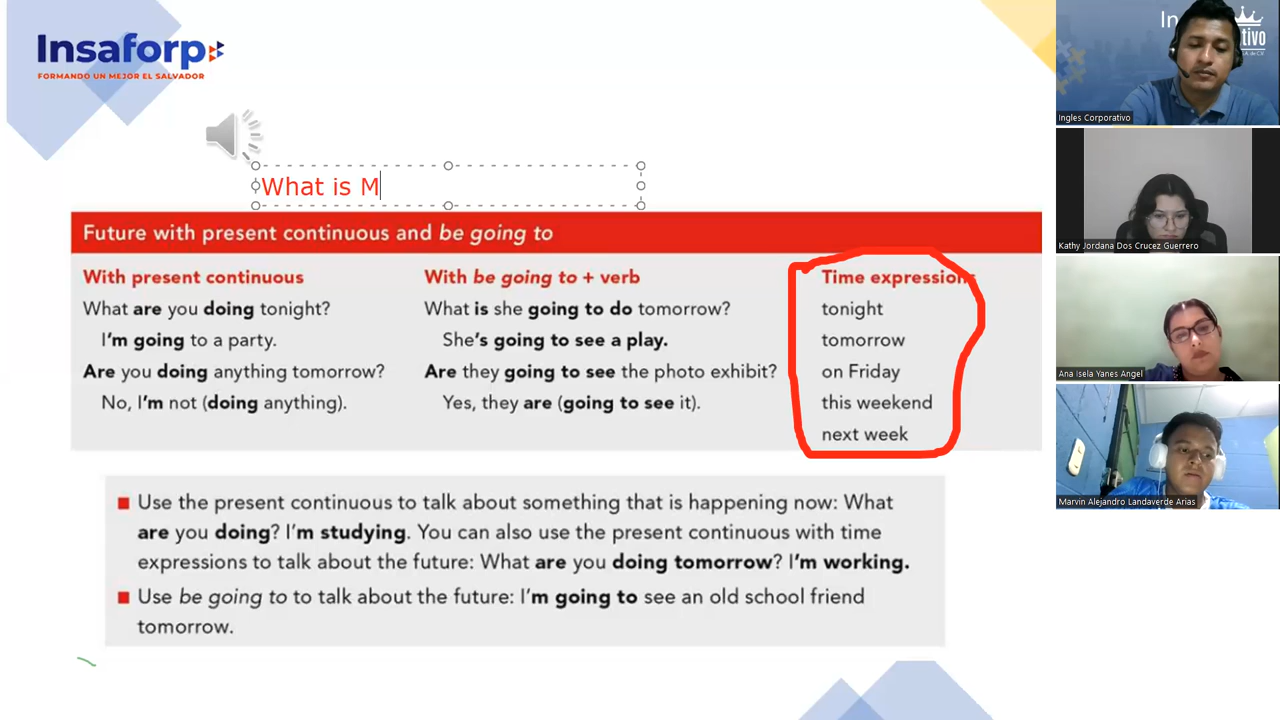 Insaforp
FORMANDO UN MEJOR EL SALVADOR
What is M
Future with present continuous and be going to
With present continuous
What are you doing tonight?
I'm going to a party.
Are you doing anything tomorrow?
No, I'm not (doing anything).
With be going to + verb
What is she going to do tomorrow?
She's going to see a play.
Are they going to see the photo exhibit?
Yes, they are (going to see it).
Time expressions
tonight
tomorrow
on Friday
this weekend
next week
Use the present continuous to talk about something that is happening now: What
are you doing? I'm studying. You can also use the present continuous with time
expressions to talk about the future: What are you doing tomorrow? I'm working.
Use be going to to talk about the future: I'm going to see an old school friend
tomorrow.
Ingles Corporativo
Kathy Jordana Dos Crucez Guerrero
Ana Isela Yanes Angel
Marvin Alejandro Landaverde Arias